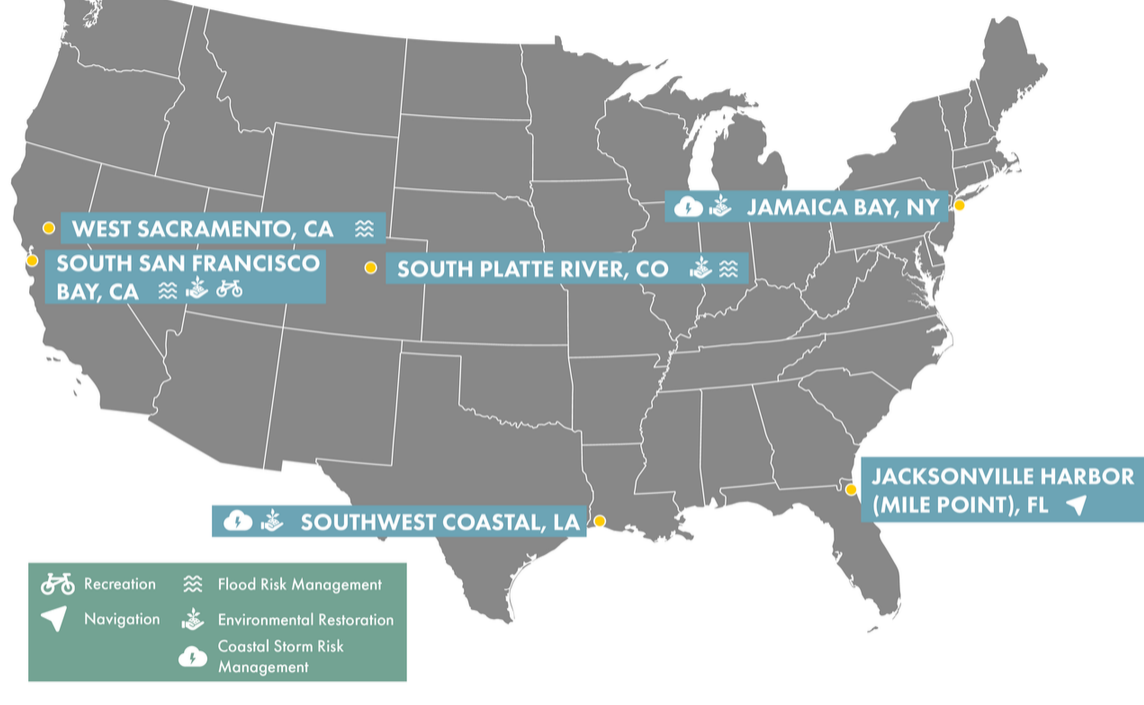 JAMAICA BAY, NY
WEST SACRAMENTO, CA
SOUTH SAN FRANCISCO
BAY, CA
SOUTH PLATTE RIVER, CO
JACKSONVILLE HARBOR
(MILE POINT), FL
SOUTHWEST COASTAL, LA
Recreation
Flood Risk Management
Navigation
Environmental Restoration
Coastal Storm Risk
Management